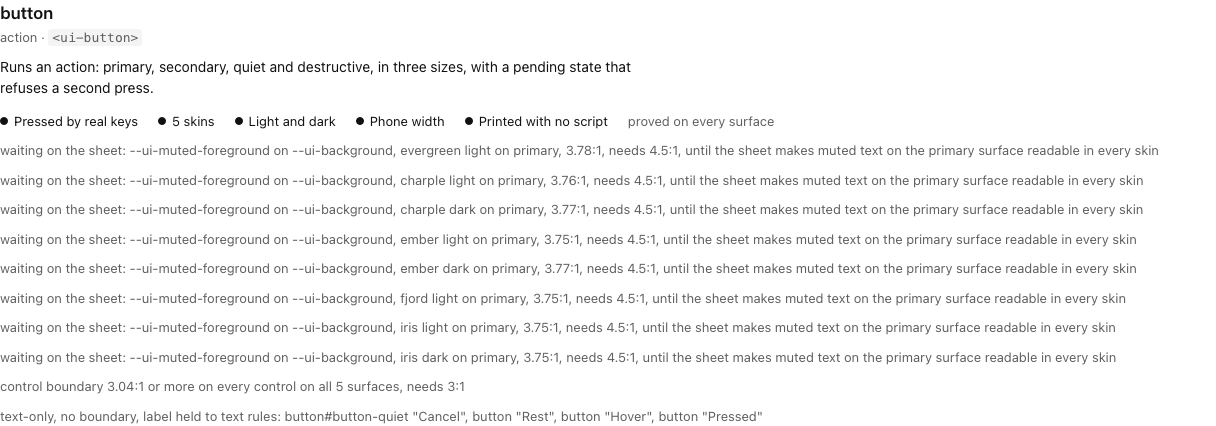 button
action · <ui-button>
Runs an action: primary, secondary, quiet and destructive, in three sizes, with a pending state that
refuses a second press.
● Pressed by real keys ● 5 skins ● Light and dark ● Phone width ● Printed with no script proved on every surface
waiting on the sheet: --ui-muted-foreground on --ui-background, evergreen light on primary, 3.78:1, needs 4.5:1, until the sheet makes muted text on the primary surface readable in every skin
waiting on the sheet: --ui-muted-foreground on --ui-background, charple light on primary, 3.76:1, needs 4.5:1, until the sheet makes muted text on the primary surface readable in every skin
waiting on the sheet: --ui-muted-foreground on --ui-background, charple dark on primary, 3.77:1, needs 4.5:1, until the sheet makes muted text on the primary surface readable in every skin
waiting on the sheet: --ui-muted-foreground on --ui-background, ember light on primary, 3.75:1, needs 4.5:1, until the sheet makes muted text on the primary surface readable in every skin
waiting on the sheet: --ui-muted-foreground on --ui-background, ember dark on primary, 3.77:1, needs 4.5:1, until the sheet makes muted text on the primary surface readable in every skin
waiting on the sheet: --ui-muted-foreground on --ui-background, fjord light on primary, 3.75:1, needs 4.5:1, until the sheet makes muted text on the primary surface readable in every skin
waiting on the sheet: --ui-muted-foreground on --ui-background, iris light on primary, 3.75:1, needs 4.5:1, until the sheet makes muted text on the primary surface readable in every skin
waiting on the sheet: --ui-muted-foreground on --ui-background, iris dark on primary, 3.75:1, needs 4.5:1, until the sheet makes muted text on the primary surface readable in every skin
control boundary 3.04:1 or more on every control on all 5 surfaces, needs 3:1
text-only, no boundary, label held to text rules: button#button-quiet "Cancel", button "Rest", button "Hover", button "Pressed"